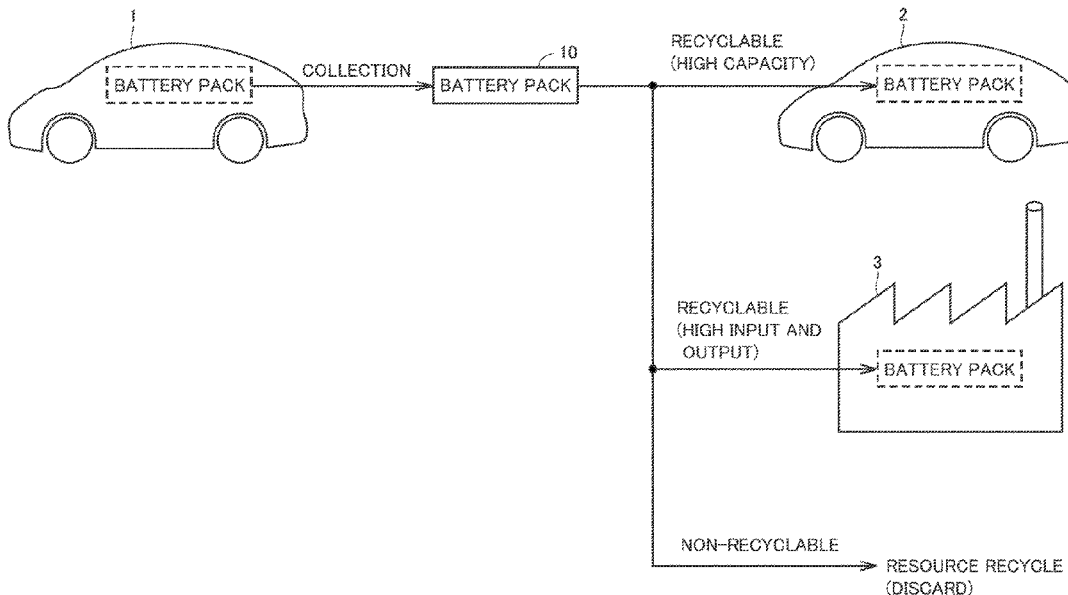 1
BATTERY PACK
COLLECTION
10
BATTERY PACK
RECYCLABLE
(HIGH CAPACITY)
2
BATTERY PACK
3
RECYCLABLE
(HIGH INPUT AND
OUTPUT)
BATTERY PACK
NON-RECYCLABLE
RESOURCE RECYCLE
(DISCARD)